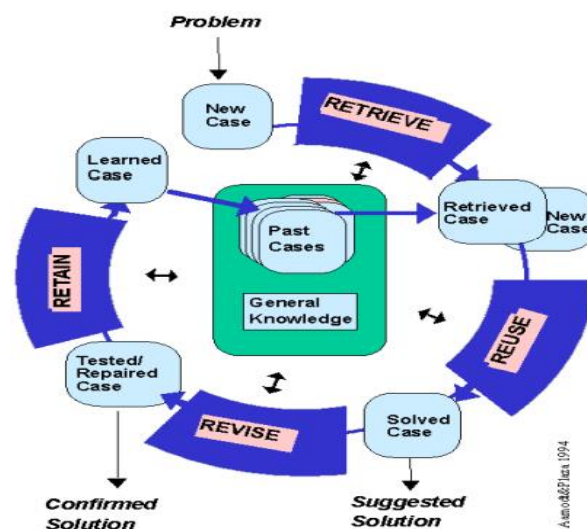 Problem
New
Case
RETRIEVE
Learned
Case
Retrieved
Case
New
Case
Past
Cases
General
Knowledge
RETAIN
REUSE
Tested/
Repaired
Case
REVISE
Solved
Case
Confirmed
Solution
Suggested
Solution
Aamodt&Plaza 1994